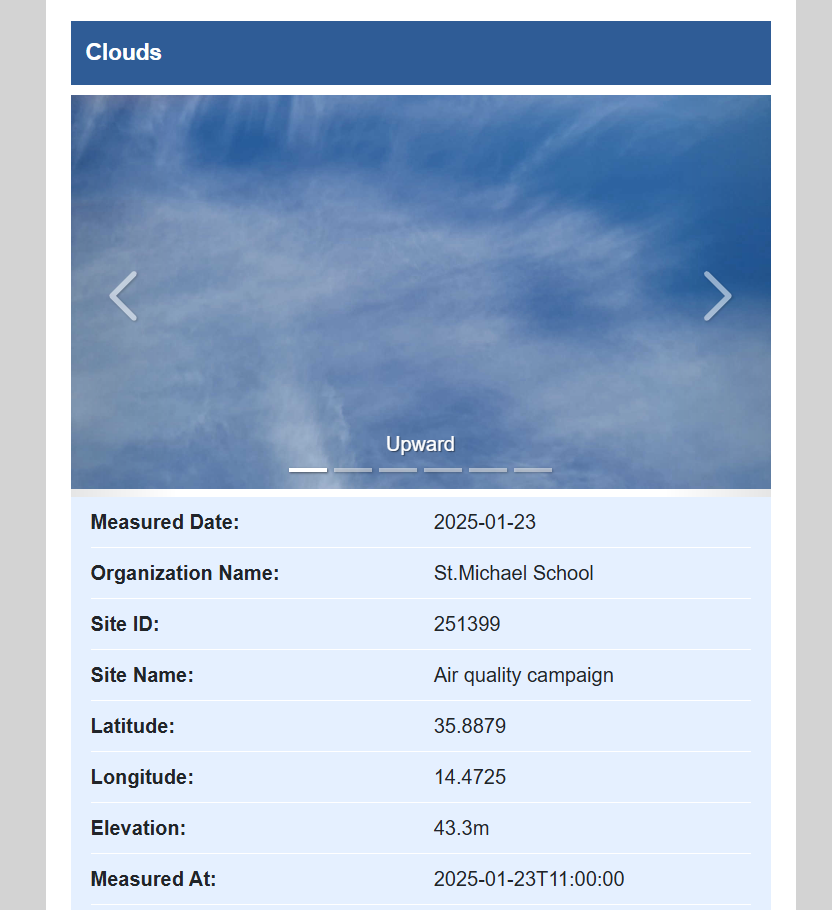 Clouds
Upward
Measured Date: 2025-01-23
Organization Name: St.Michael School
Site ID: 251399
Site Name: Air quality campaign
Latitude: 35.8879
Longitude: 14.4725
Elevation: 43.3m
Measured At: 2025-01-23T11:00:00